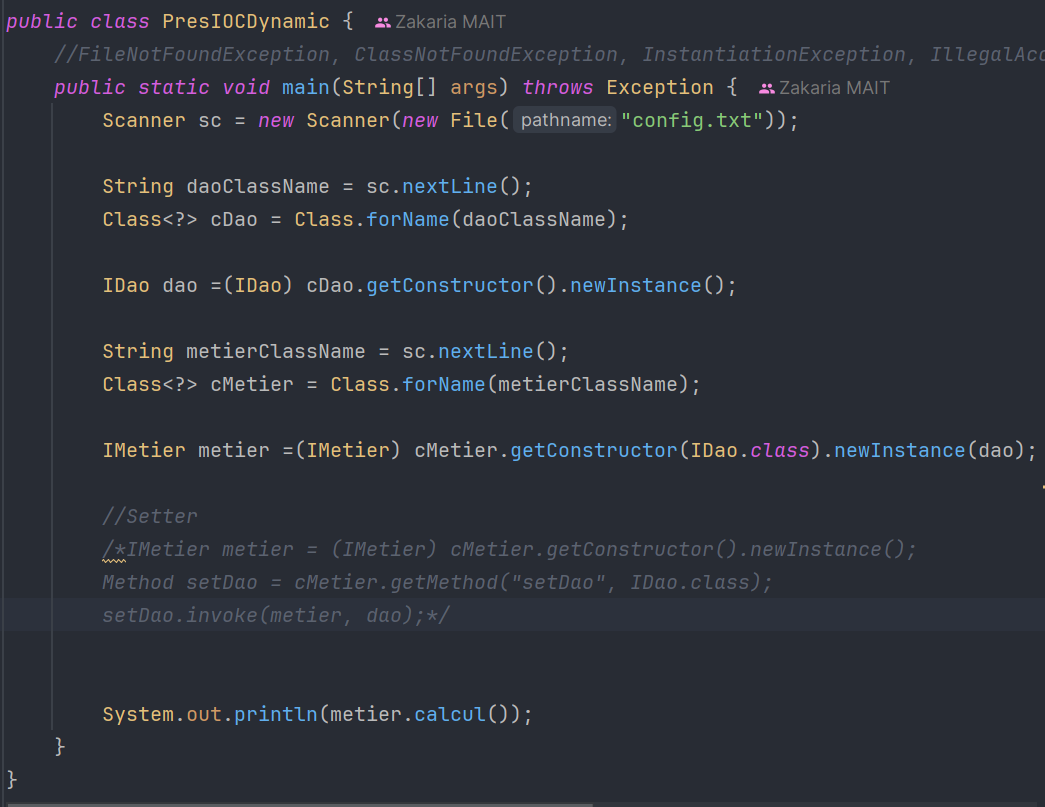 public class PresIOCDynamic { Zakaria MAIT
//FileNotFoundException, ClassNotFoundException, InstantiationException, IllegalAcc
public static void main(String[] args) throws Exception { Zakaria MAIT
Scanner sc = new Scanner(new File( pathname: "config.txt"));
String daoClassName = sc.nextLine();
Class<?> cDao = Class.forName(daoClassName);
IDao dao =(IDao) cDao.getConstructor().newInstance();
String metierClassName = sc.nextLine();
Class<?> cMetier = Class.forName(metierClassName);
IMetier metier =(IMetier) cMetier.getConstructor(IDao.class).newInstance(dao);
//Setter
/*IMetier metier = (IMetier) cMetier.getConstructor().newInstance();
Method setDao = cMetier.getMethod("setDao", IDao.class);
setDao.invoke(metier, dao);*/
System.out.println(metier.calcul());
}
}